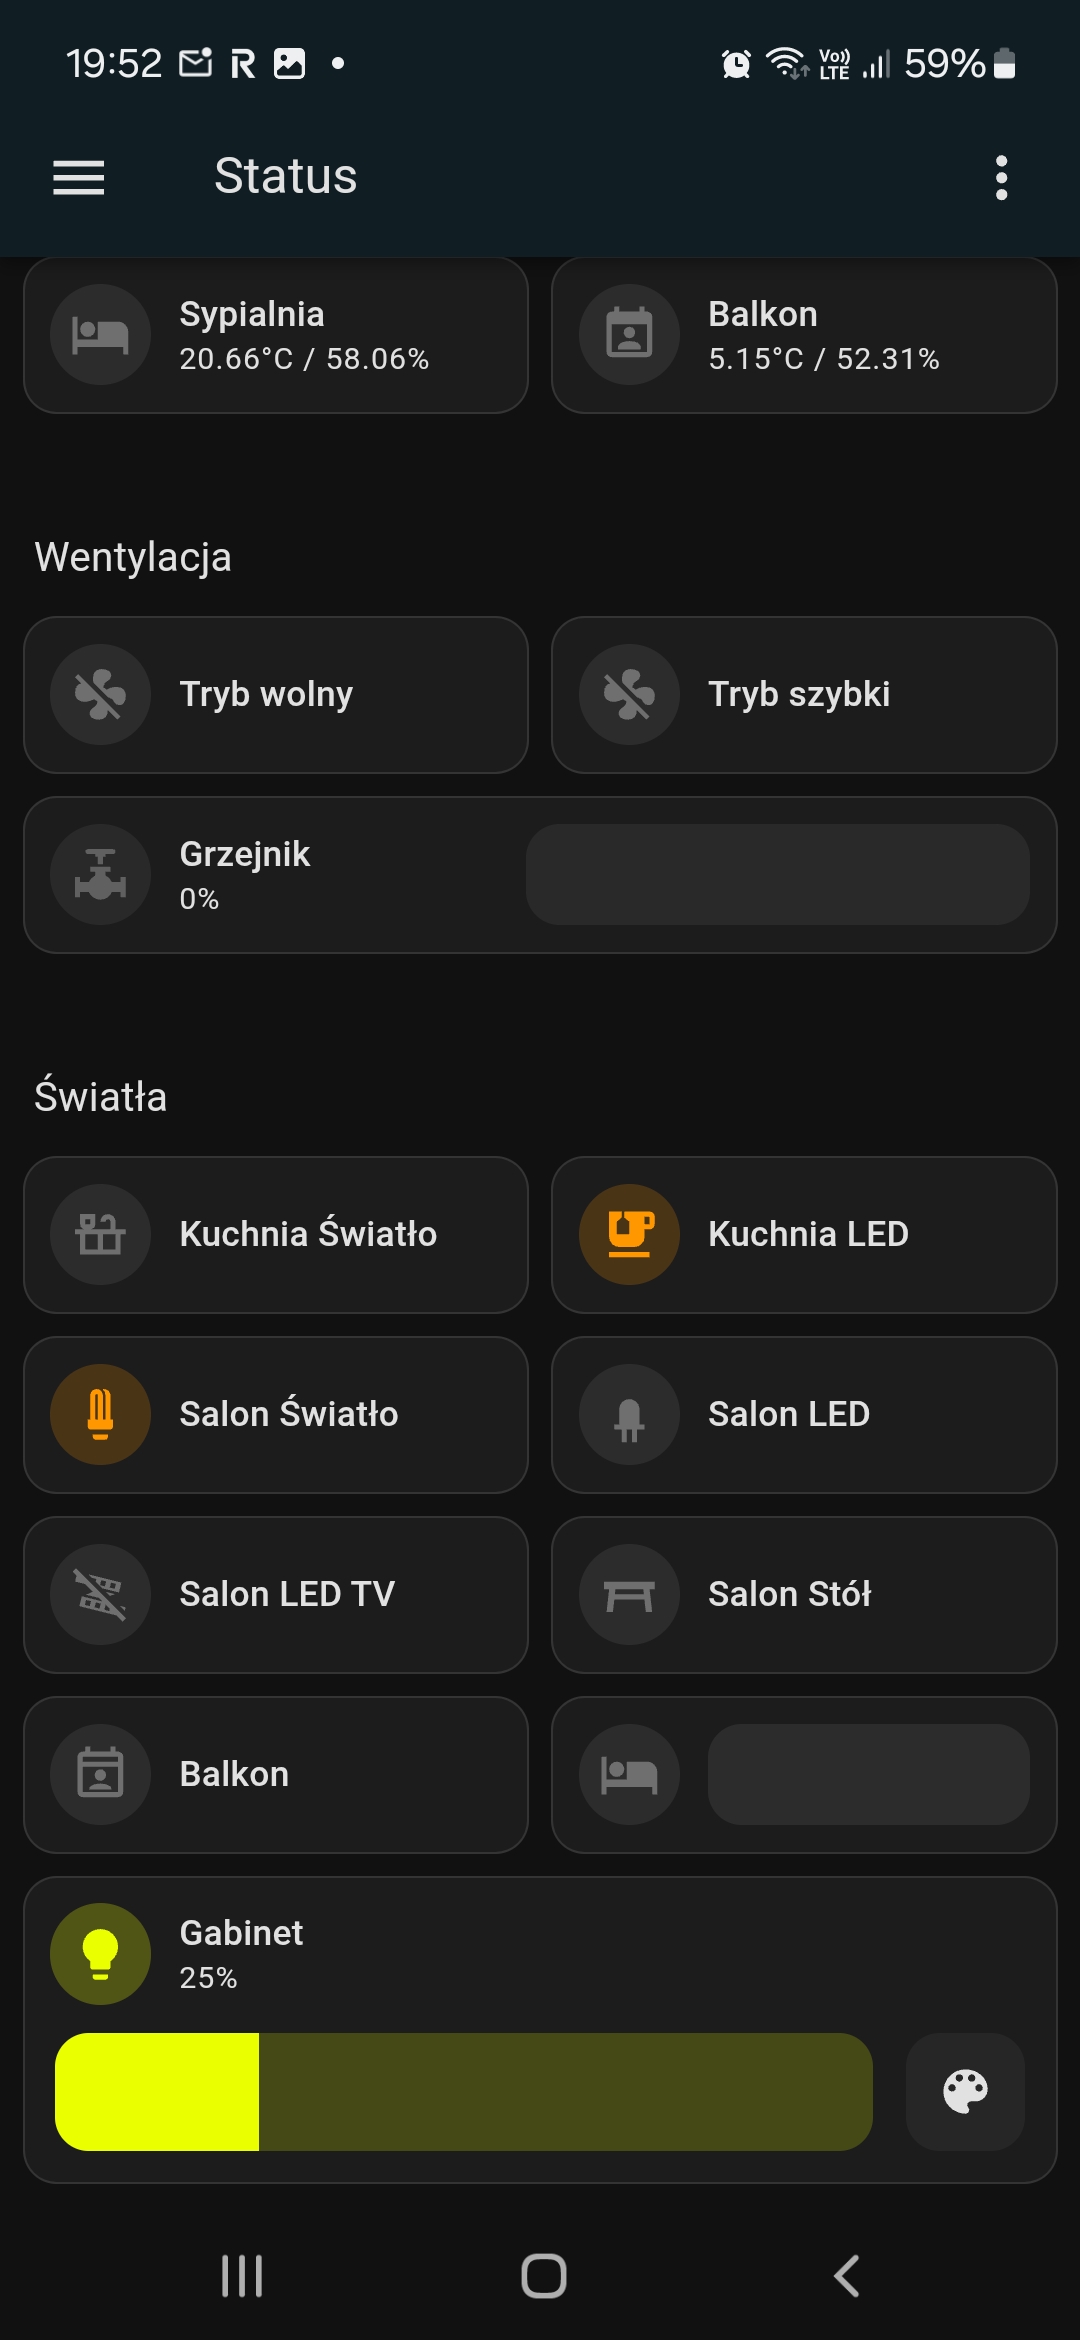 19:52
Vo))
LTE
59%
Status
Sypialnia
20.66°C / 58.06%
Balkon
5.15°C / 52.31%
Wentylacja
Tryb wolny
Tryb szybki
Grzejnik
0%
Światła
Kuchnia Światło
Kuchnia LED
Salon Światło
Salon LED
Salon LED TV
Salon Stół
Balkon
Gabinet
25%